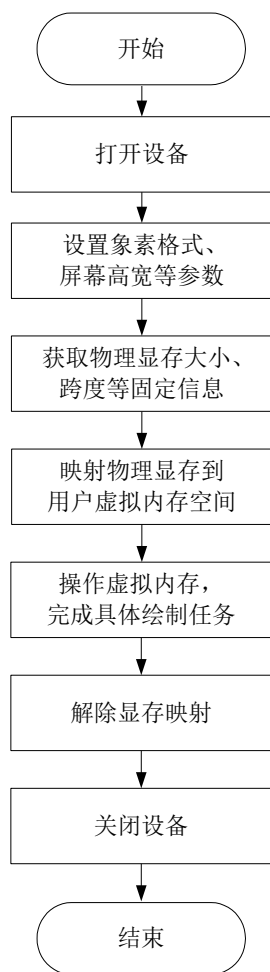 开始
打开设备
设置象素格式、
屏幕高宽等参数
获取物理显存大小、
跨度等固定信息
映射物理显存到
用户虚拟内存空间
操作虚拟内存，
完成具体绘制任务
解除显存映射
关闭设备
结束